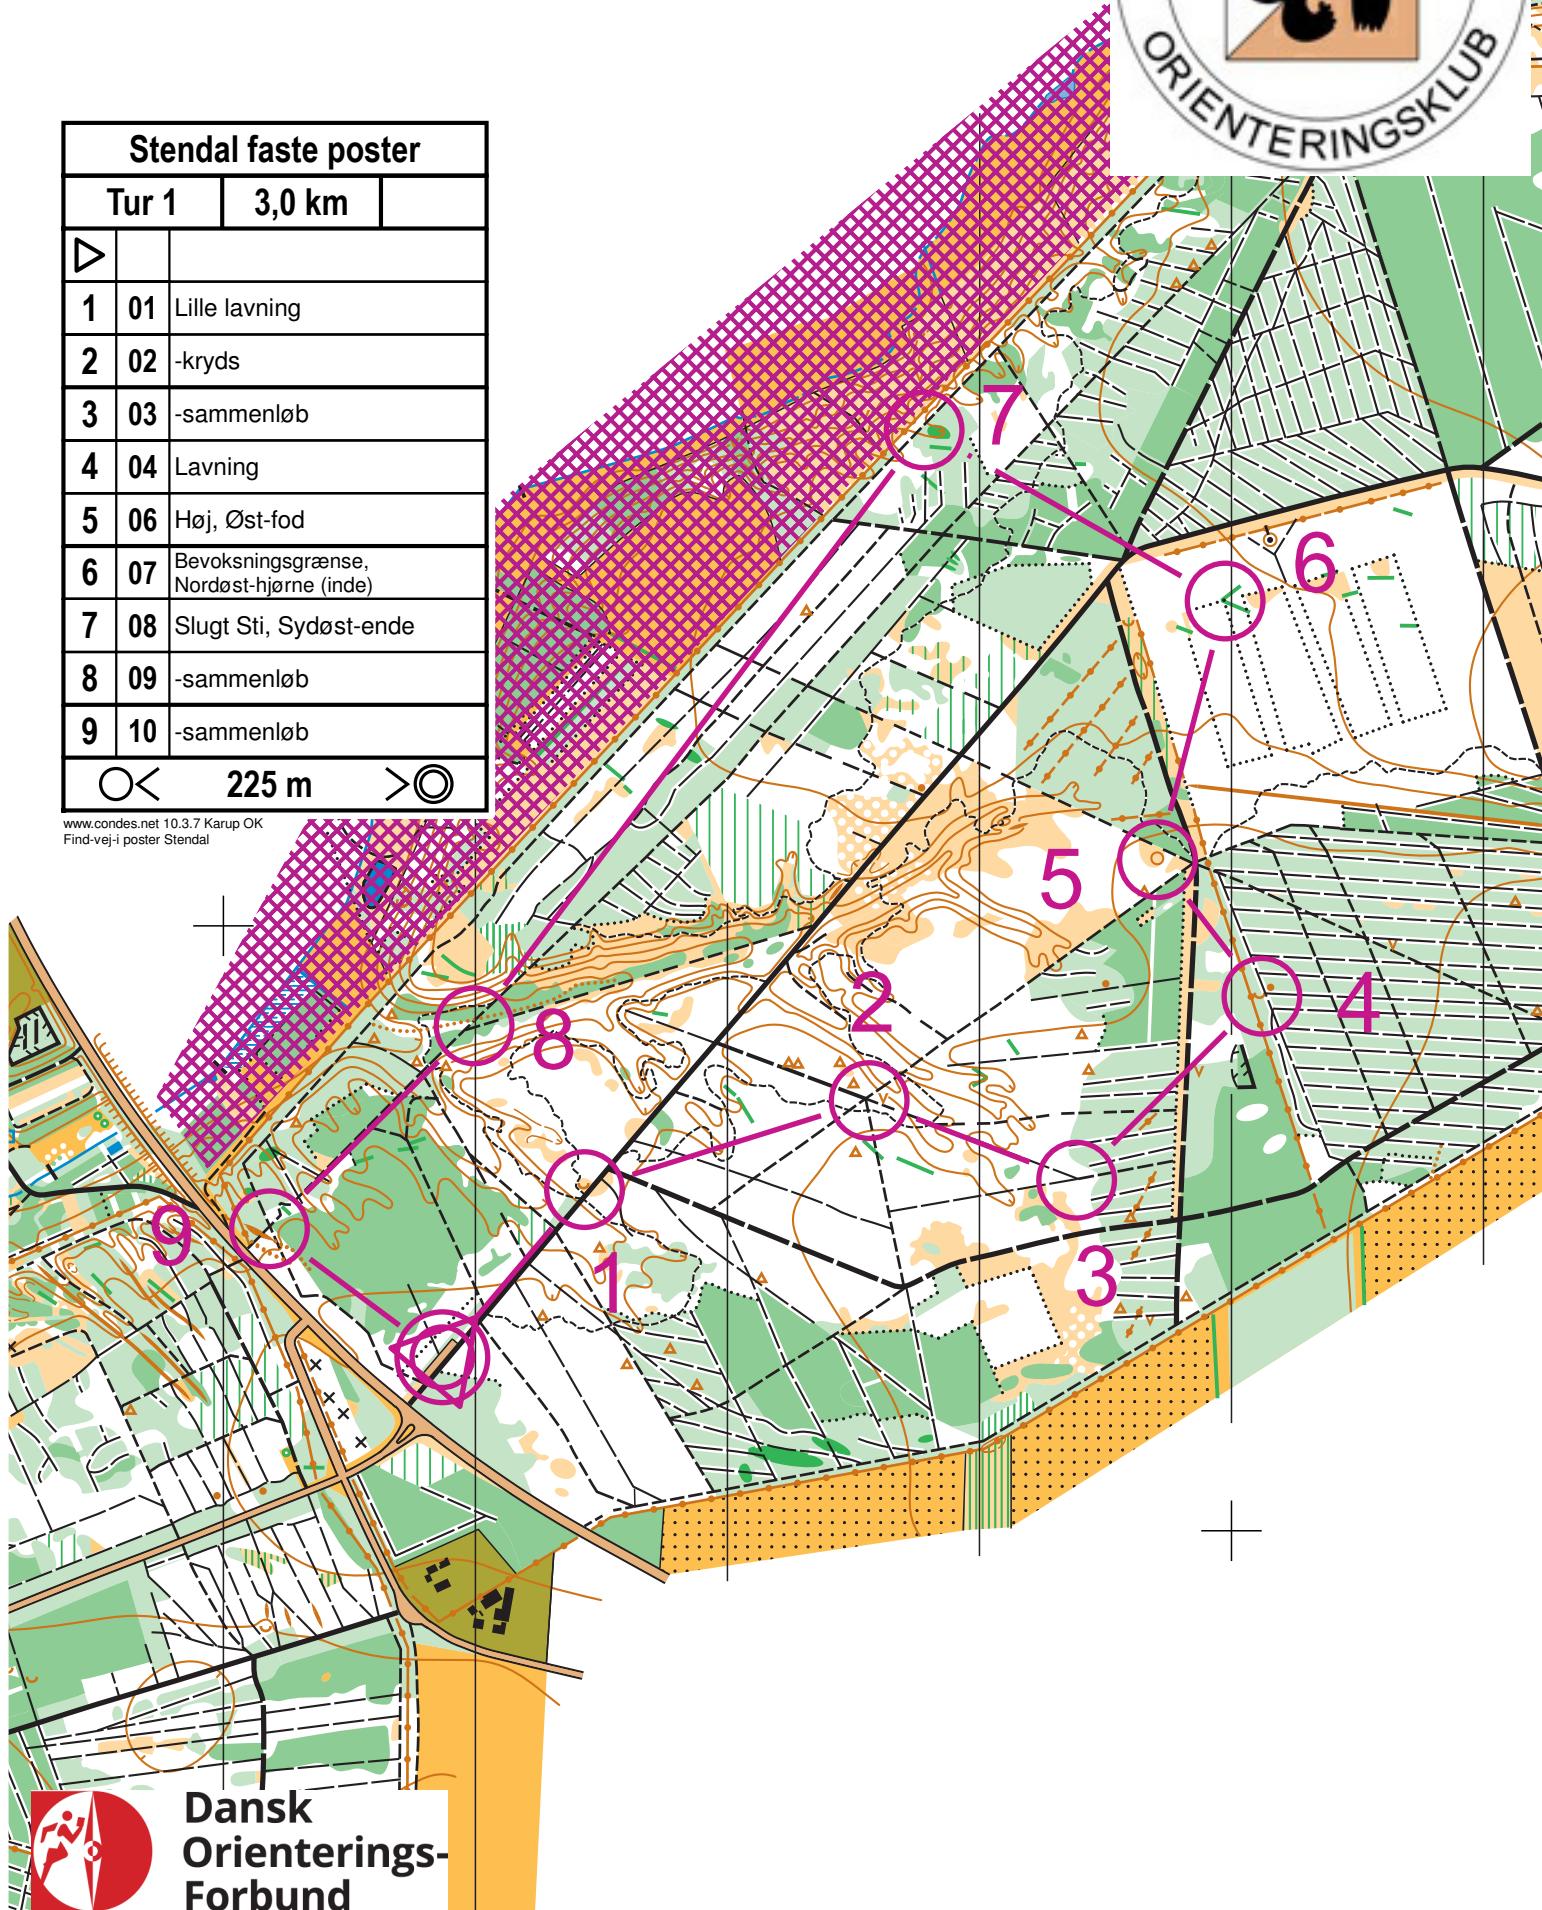 ORIENTERINGSKLUB
Stendal faste poster
Tur 1 3,0 km
1 01 Lille lavning
2 02 -kryds
3 03 -sammenløb
4 04 Lavning
5 06 Høj, Øst-fod
6 07 Bevoksningsgrænse,
Nordøst-hjørne (inde)
7 08 Slugt Sti, Sydøst-ende
8 09 -sammenløb
9 10 -sammenløb
225 m
www.condes.net 10.3.7 Karup OK
Find-vej-i poster Stendal
7
6
5
2
4
8
9
1
3
Dansk
Orienterings-
Forbund